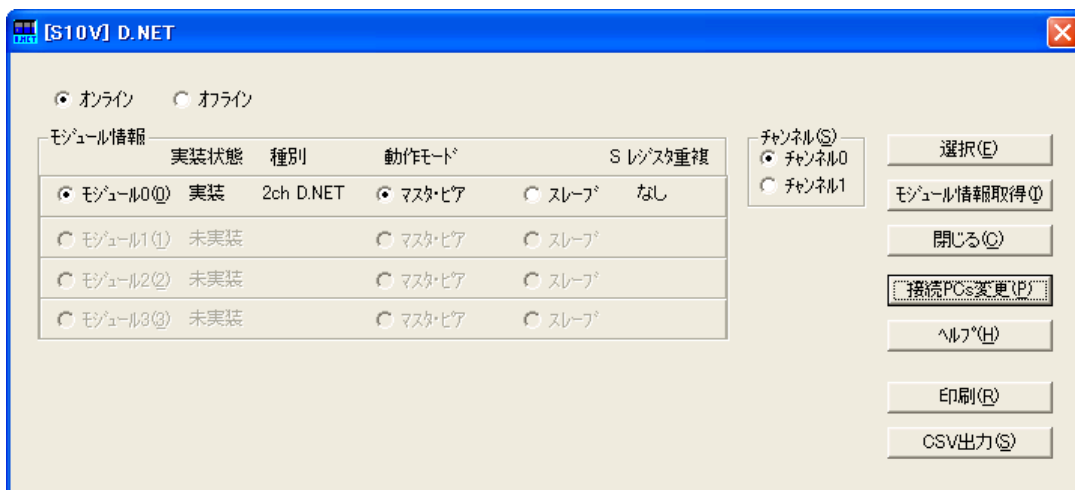 [S10V] D.NET
オンライン オフライン
モジュール情報
実装状態 種別 動作モード S レジスタ重複
モジュール0(0) 実装 2ch D.NET マスタ・ピア スレーブ なし
モジュール1(1) 未実装 マスタ・ピア スレーブ
モジュール2(2) 未実装 マスタ・ピア スレーブ
モジュール3(3) 未実装 マスタ・ピア スレーブ
チャンネル(S)
チャンネル0
チャンネル1
選択(E)
モジュール情報取得(I)
閉じる(C)
接続PCs変更(P)
ヘルプ(H)
印刷(R)
CSV出力(S)